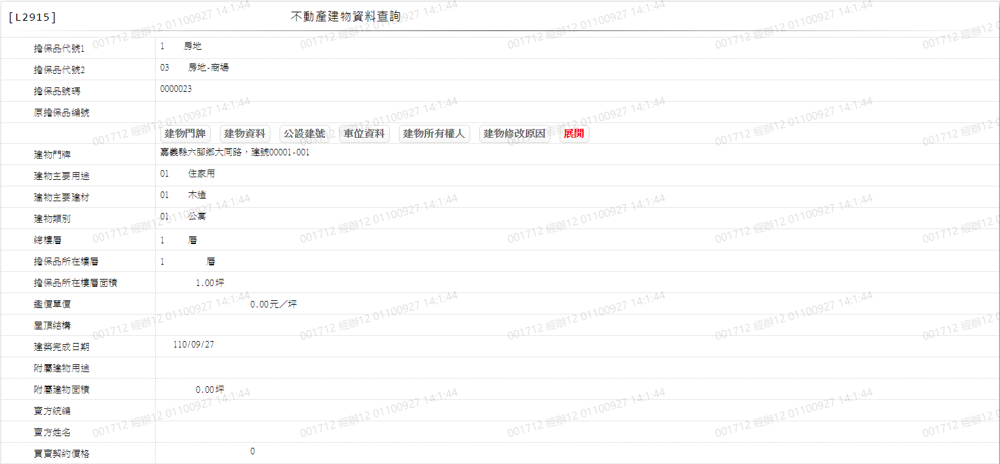 [L2915] 不動產建物資料查詢
擔保品代號1 1 房地
擔保品代號2 03 房地-商場
擔保品號碼 0000023
原擔保品編號
建物門牌 建物資料 公設建號 車位資料 建物所有權人 建物修改原因 展開
建物門牌 嘉義縣六腳鄉大同路，建號00001-001
建物主要用途 01 住家用
建物主要建材 01 木造
建物類別 01 公寓
總樓層 1 層
擔保品所在樓層 1 層
擔保品所在樓層面積 1.00坪
鑑價單價 0.00元／坪
屋頂結構
建築完成日期 110/09/27
附屬建物用途
附屬建物面積 0.00坪
賣方統編
賣方姓名
買賣契約價格 0
001712 經辦12 01100927 14:1:44